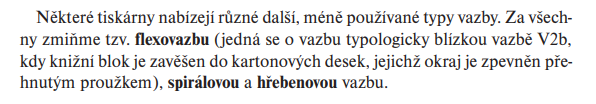 Některé tiskárny nabízejí různé další, méně používané typy vazby. Za všech-
ny zmiňme tzv. flexovazbu (jedná se o vazbu typologicky blízkou vazbě V2b,
kdy knižní blok je zavěšen do kartonových desek, jejichž okraj je zpevněn pře-
hnutým proužkem), spirálovou a hřebenovou vazbu.